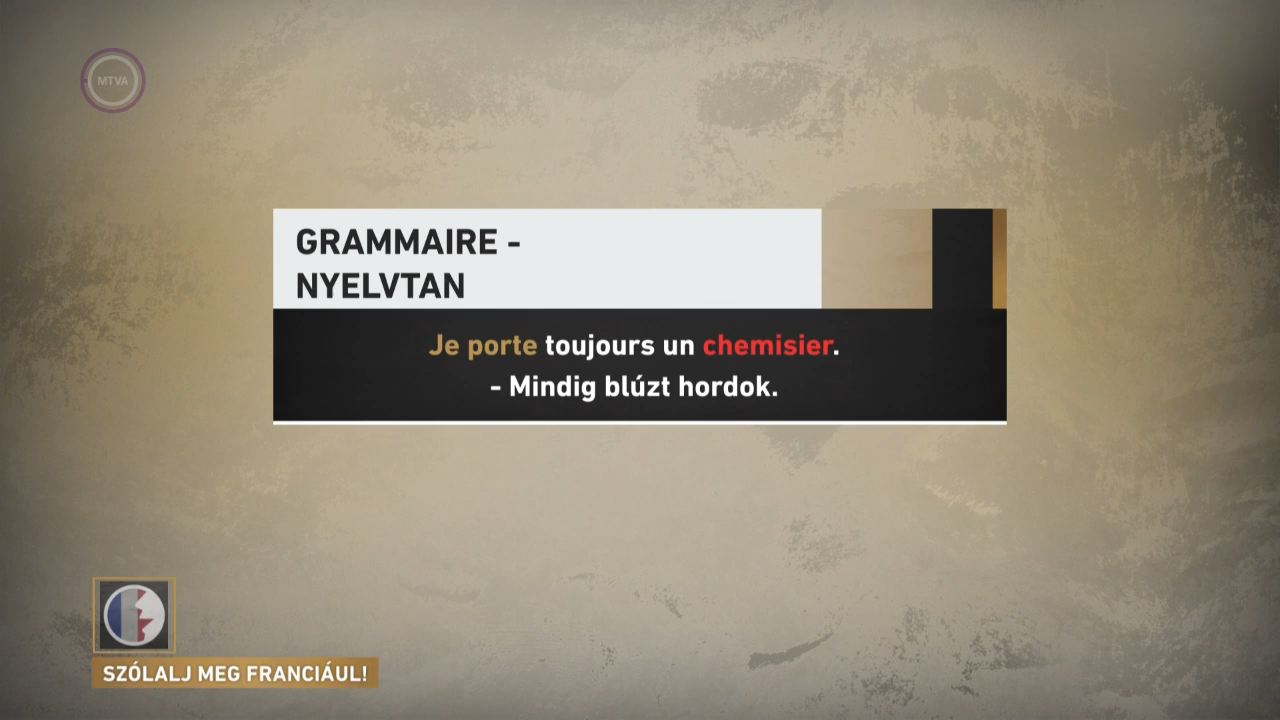 MTVA
GRAMMAIRE -
NYELVTAN
Je porte toujours un chemisier.
- Mindig blúzt hordok.
SZÓLALJ MEG FRANCIÁUL!